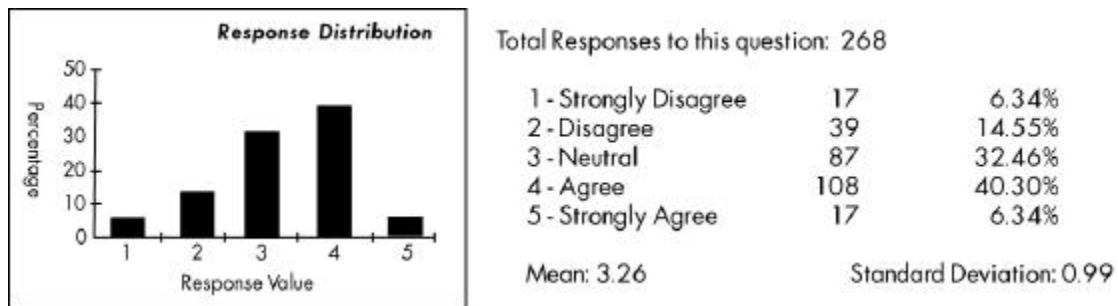 Response Distribution
50
40
30
20
10
0
Percentage
1 2 3 4 5
Response Value
Total Responses to this question: 268
1 - Strongly Disagree 17 6.34%
2 - Disagree 39 14.55%
3 - Neutral 87 32.46%
4 - Agree 108 40.30%
5 - Strongly Agree 17 6.34%
Mean: 3.26 Standard Deviation: 0.99